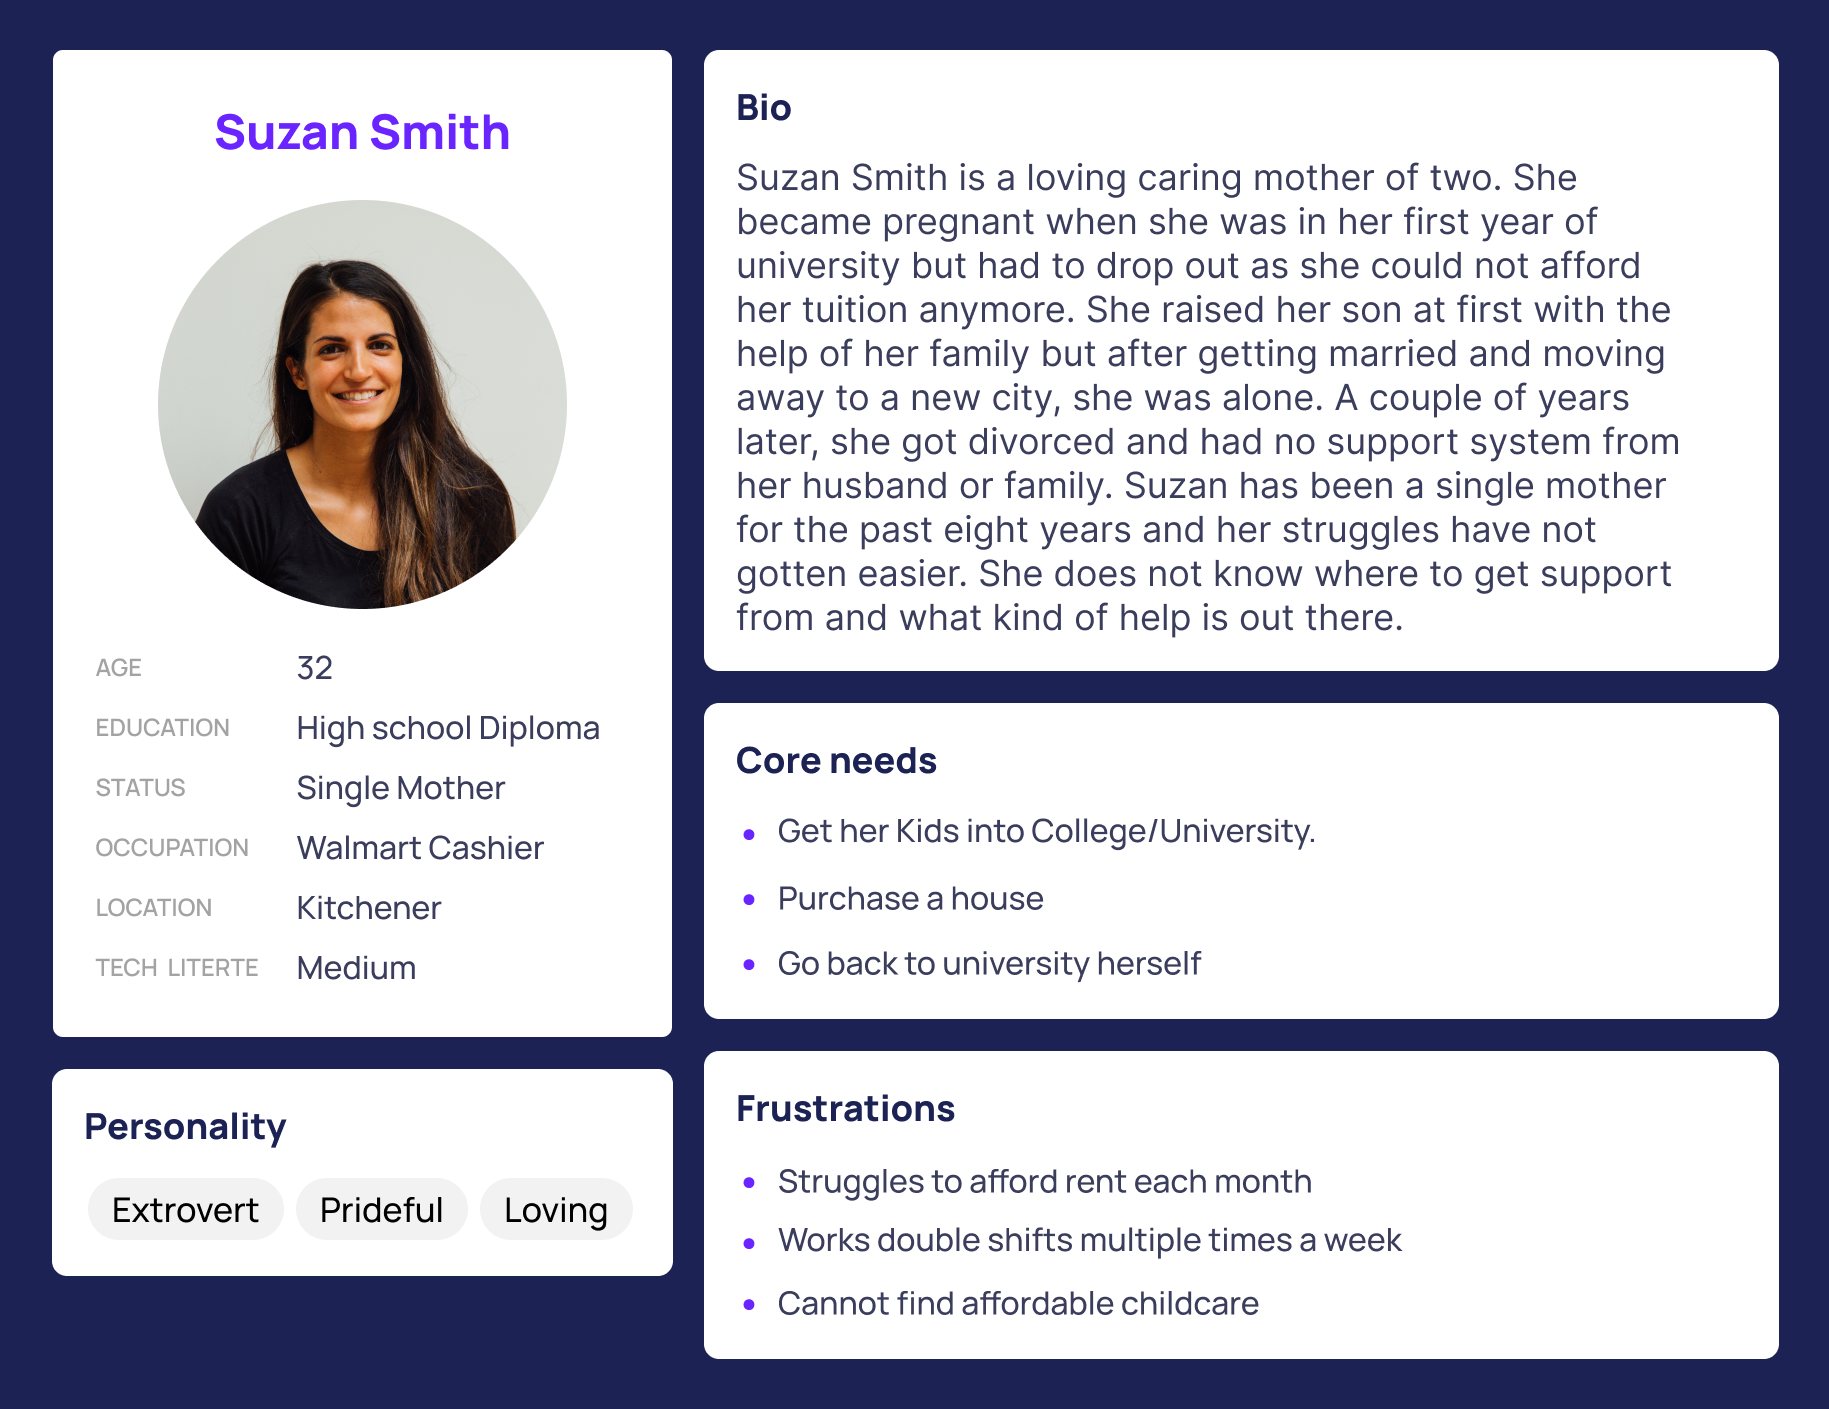 Suzan Smith
AGE 32
EDUCATION High school Diploma
STATUS Single Mother
OCCUPATION Walmart Cashier
LOCATION Kitchener
TECH LITERTE Medium
Personality
Extrovert Prideful Loving
Bio
Suzan Smith is a loving caring mother of two. She
became pregnant when she was in her first year of
university but had to drop out as she could not afford
her tuition anymore. She raised her son at first with the
help of her family but after getting married and moving
away to a new city, she was alone. A couple of years
later, she got divorced and had no support system from
her husband or family. Suzan has been a single mother
for the past eight years and her struggles have not
gotten easier. She does not know where to get support
from and what kind of help is out there.
Core needs
• Get her Kids into College/University.
• Purchase a house
• Go back to university herself
Frustrations
• Struggles to afford rent each month
• Works double shifts multiple times a week
• Cannot find affordable childcare